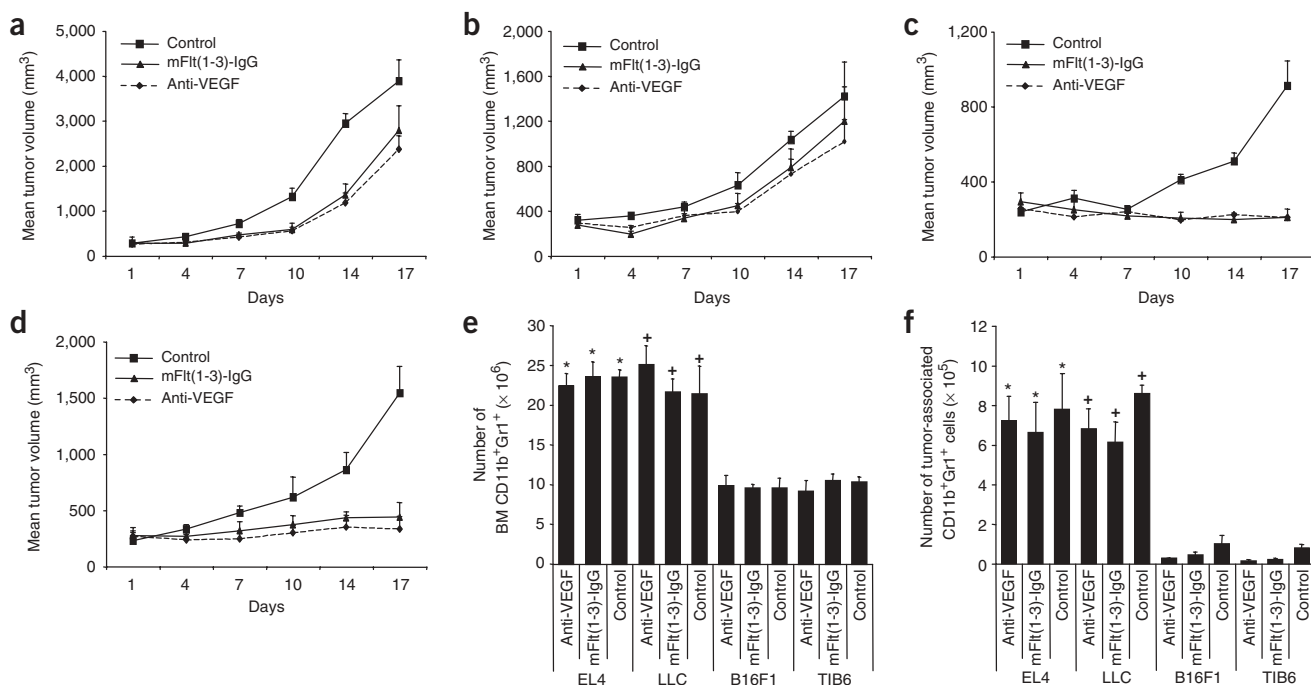 a
5,000
4,000
3,000
2,000
1,000
0
Mean tumor volume (mm³)
Control
mFlt(1-3)-IgG
Anti-VEGF
1 4 7 10 14 17
Days
b
2,000
1,600
1,200
800
400
0
Mean tumor volume (mm³)
Control
mFlt(1-3)-IgG
Anti-VEGF
1 4 7 10 14 17
Days
c
1,200
800
400
0
Mean tumor volume (mm³)
Control
mFlt(1-3)-IgG
Anti-VEGF
1 4 7 10 14 17
Days
d
2,000
1,500
1,000
500
0
Mean tumor volume (mm³)
Control
mFlt(1-3)-IgG
Anti-VEGF
1 4 7 10 14 17
Days
e
30
25
20
15
10
5
0
Number of
BM CD11b⁺Gr1⁺ (× 10⁶)
* * * + + +
Anti-VEGF
mFlt(1-3)-IgG
Control
Anti-VEGF
mFlt(1-3)-IgG
Control
Anti-VEGF
mFlt(1-3)-IgG
Control
Anti-VEGF
mFlt(1-3)-IgG
Control
EL4 LLC B16F1 TIB6
f
12
10
8
6
4
2
0
Number of tumor-associated
CD11b⁺Gr1⁺ cells (× 10⁵)
* * * + + +
Anti-VEGF
mFlt(1-3)-IgG
Control
Anti-VEGF
mFlt(1-3)-IgG
Control
Anti-VEGF
mFlt(1-3)-IgG
Control
Anti-VEGF
mFlt(1-3)-IgG
Control
EL4 LLC B16F1 TIB6